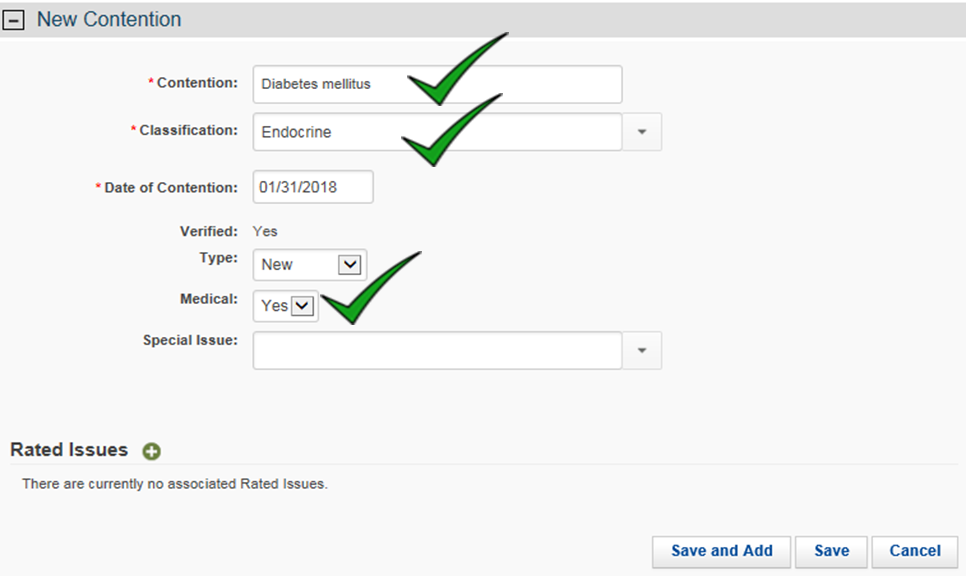 New Contention
* Contention: Diabetes mellitus
* Classification: Endocrine
* Date of Contention: 01/31/2018
Verified: Yes
Type: New
Medical: Yes
Special Issue:
Rated Issues
There are currently no associated Rated Issues.
Save and Add Save Cancel